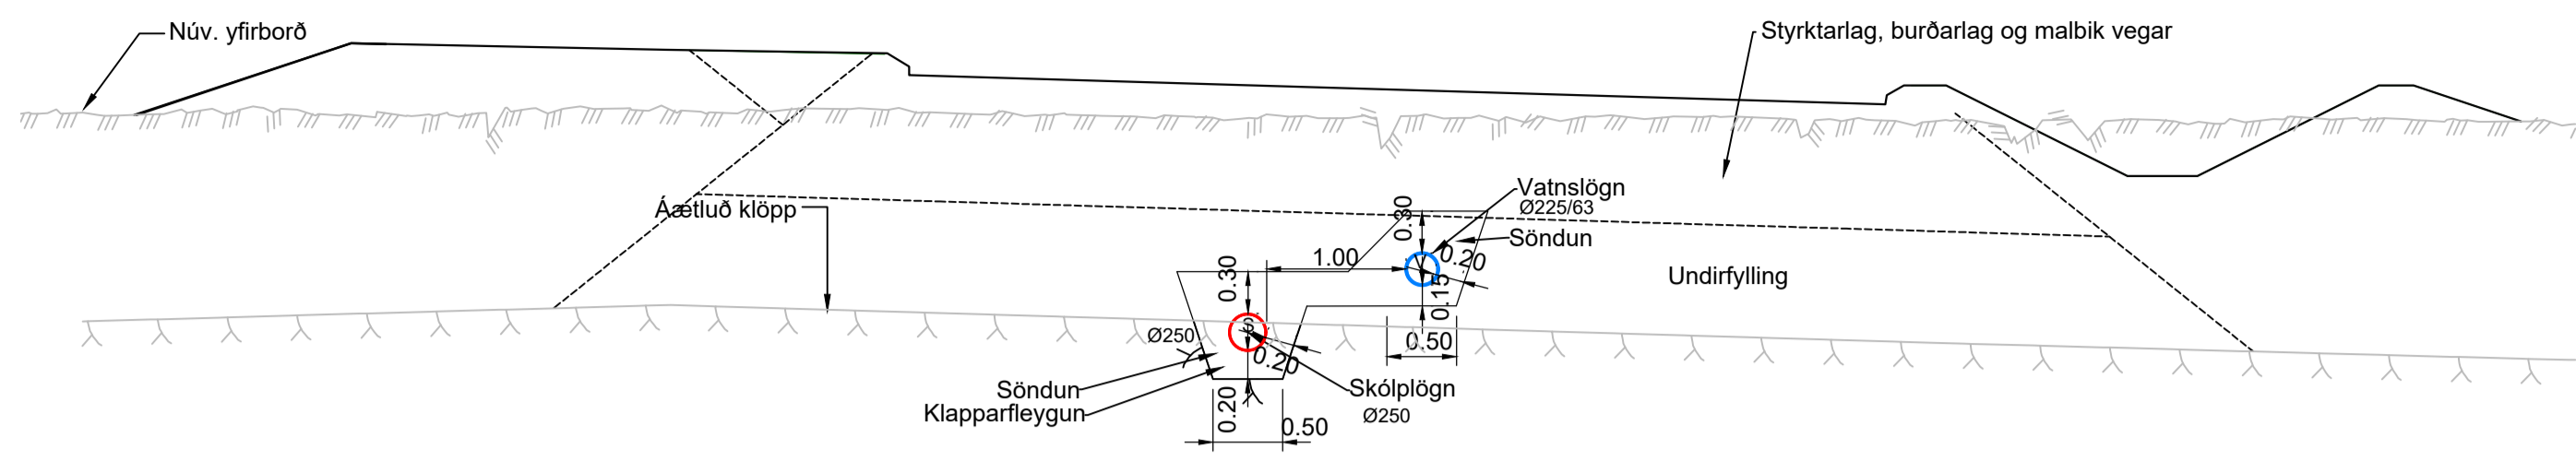 Núv. yfirborð
Styrktarlag, burðarlag og malbik vegar
Áætluð klöpp
Vatnslögn
Ø225/63
Söndun
0.30
0.20
1.00
V
0.15
0.30
Undirfylling
S
Ø250
0.50
0.20
Söndun
Klapparfleygun
Skólplögn
Ø250
0.20
0.50